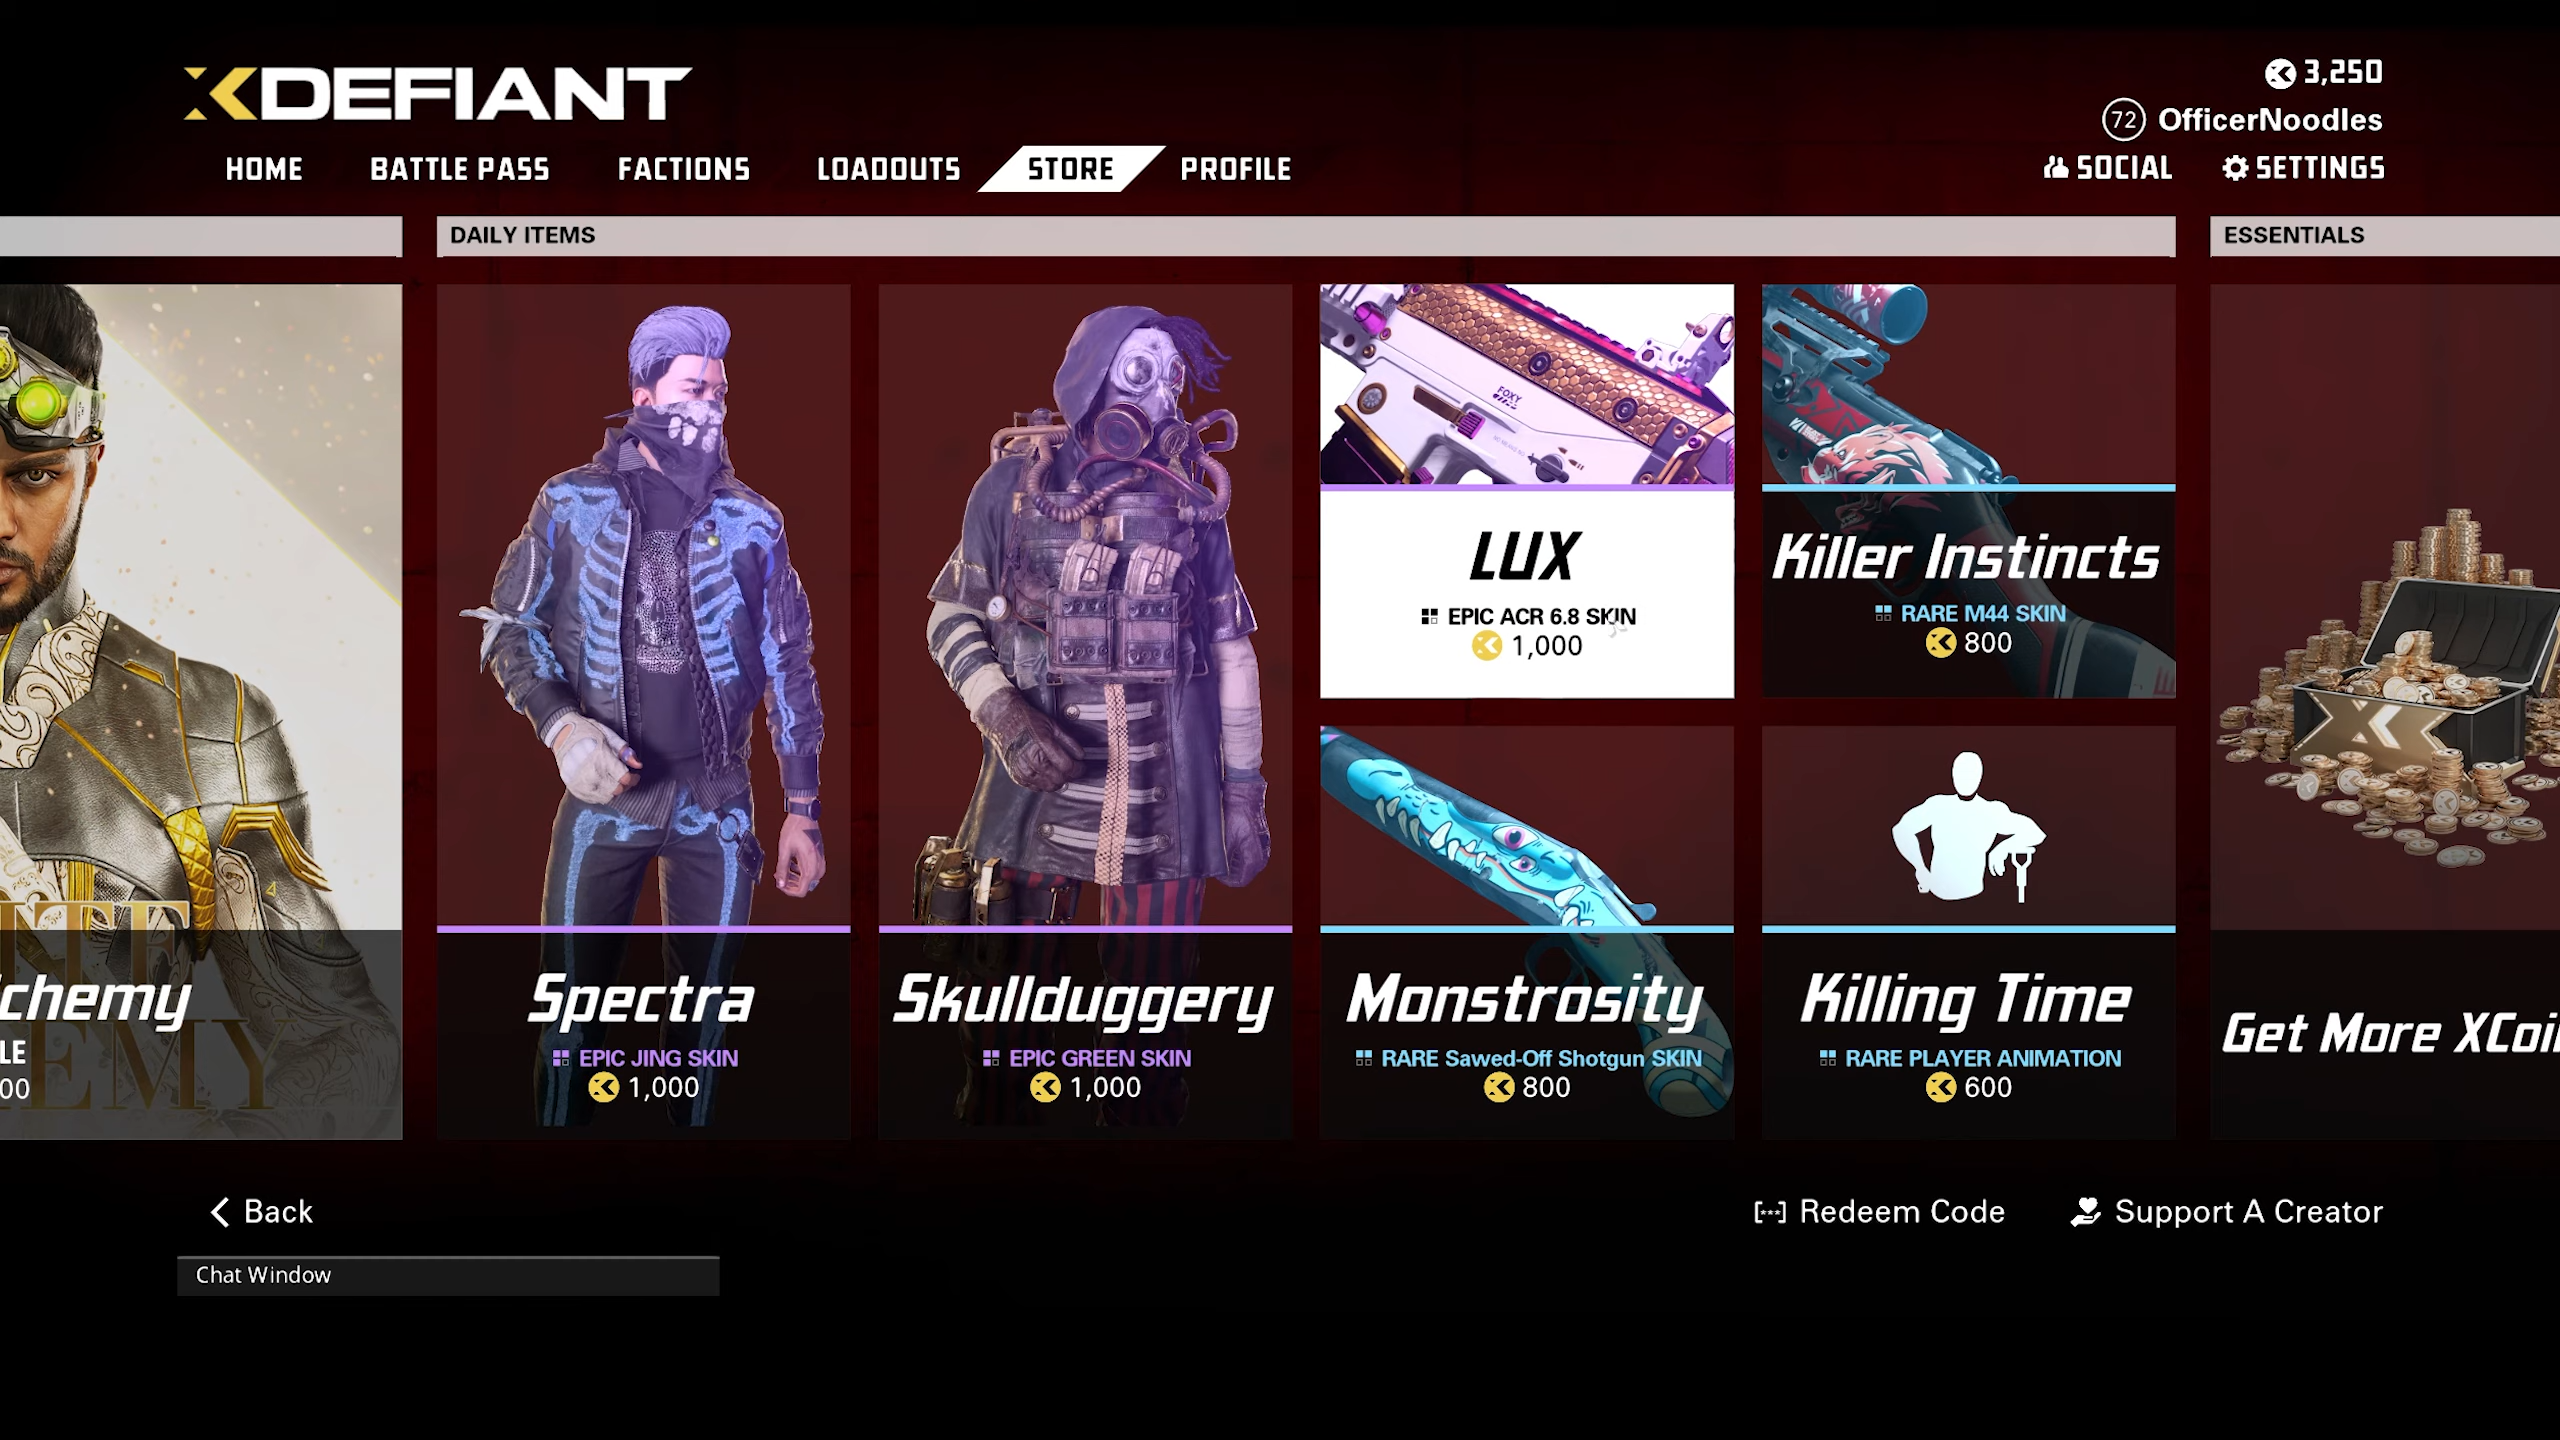 XDEFIANT
3,250
72 OfficerNoodles
HOME BATTLE PASS FACTIONS LOADOUTS STORE PROFILE
SOCIAL SETTINGS
DAILY ITEMS
ESSENTIALS
FOXY
LUX
EPIC ACR 6.8 SKIN
1,000
Killer Instincts
RARE M44 SKIN
800
chemy
LE
00
EMY
Spectra
EPIC JING SKIN
1,000
Skullduggery
EPIC GREEN SKIN
1,000
Monstrosity
RARE Sawed-Off Shotgun SKIN
800
Killing Time
RARE PLAYER ANIMATION
600
Get More XCoi
Back
[***] Redeem Code
Support A Creator
Chat Window